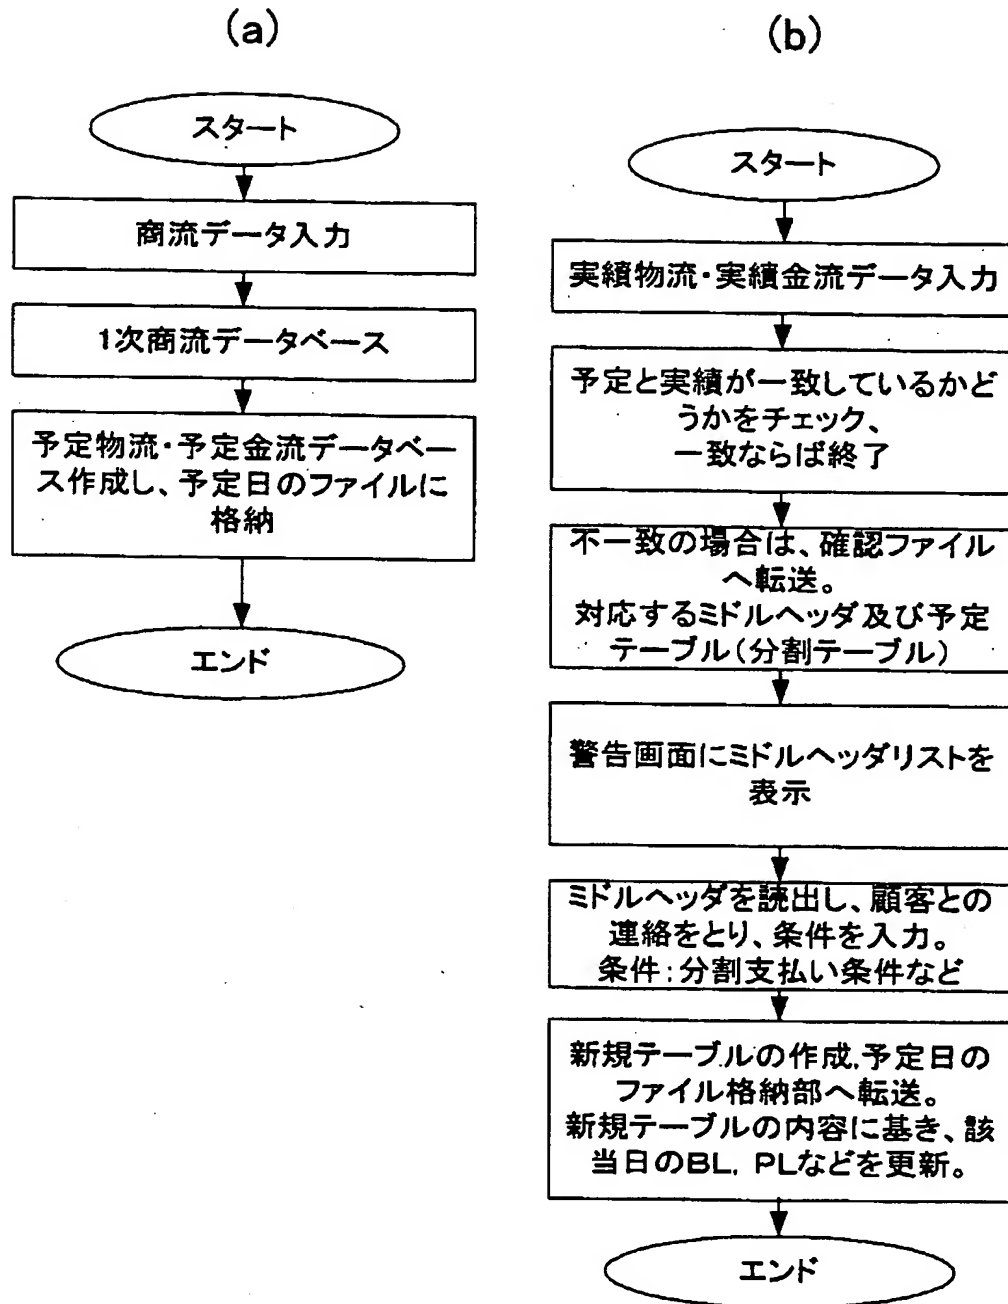 (a)
スタート
商流データ入力
1次商流データベース
予定物流・予定金流データベー
ス作成し、予定日のファイルに
格納
エンド
(b)
スタート
実績物流・実績金流データ入力
予定と実績が一致しているかど
うかをチェック、
一致ならば終了
不一致の場合は、確認ファイル
へ転送。
対応するミドルヘッダ及び予定
テーブル(分割テーブル)
警告画面にミドルヘッダリストを
表示
ミドルヘッダを読出し、顧客との
連絡をとり、条件を入力。
条件:分割支払い条件など
新規テーブルの作成,予定日の
ファイル格納部へ転送。
新規テーブルの内容に基き、該
当日のBL, PLなどを更新。
エンド